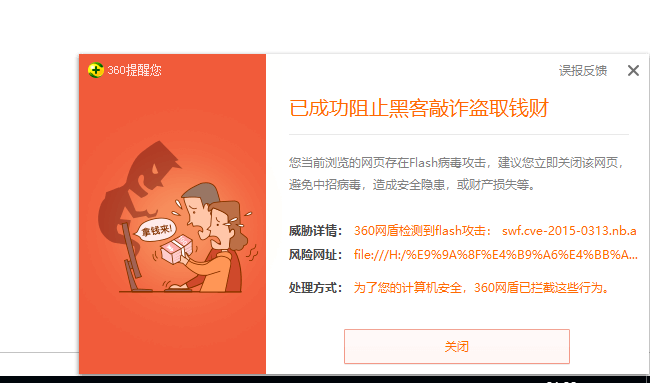 360提醒您
误报反馈
已成功阻止黑客敲诈盗取钱财
您当前浏览的网页存在Flash病毒攻击，建议您立即关闭该网页，
避免中招病毒，造成安全隐患，或财产损失等。
拿钱来!
威胁详情： 360网盾检测到flash攻击： swf.cve-2015-0313.nb.a
风险网址： file:///H:/%E9%9A%8F%E4%B9%A6%E4%BB%A...
处理方式： 为了您的计算机安全，360网盾已拦截这些行为。
关闭